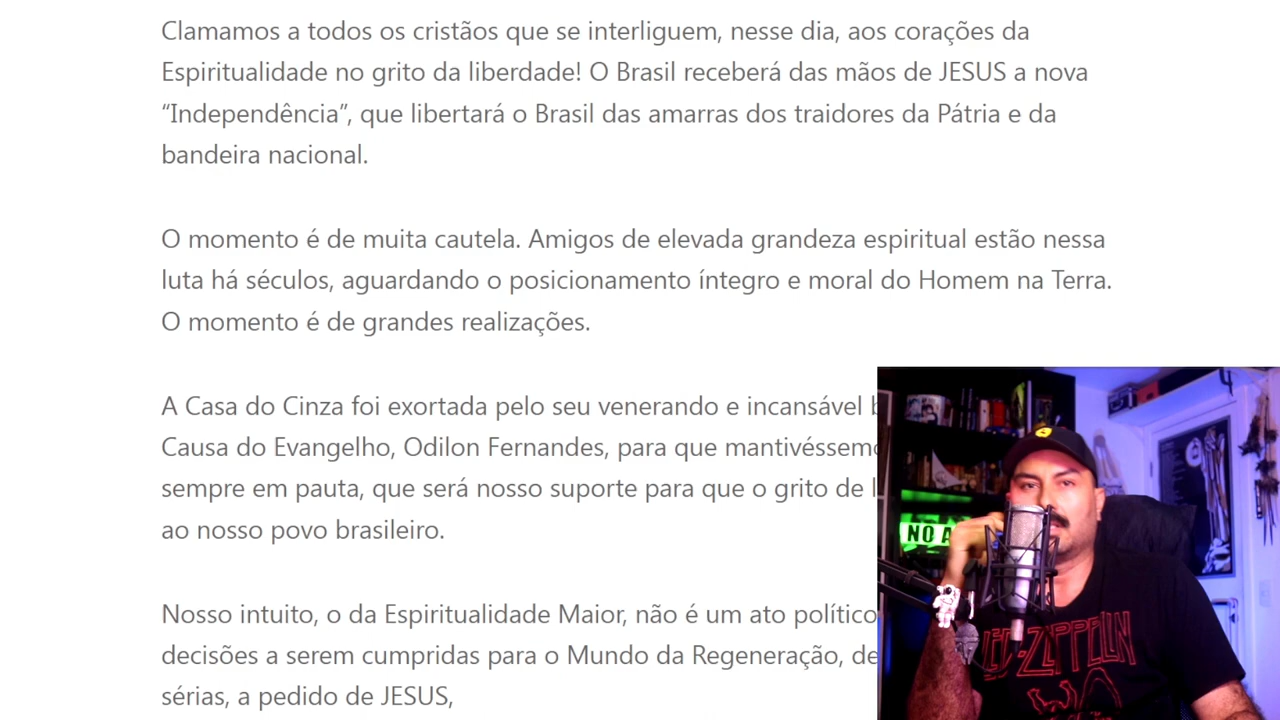 Clamamos a todos os cristãos que se interliguem, nesse dia, aos corações da
Espiritualidade no grito da liberdade! O Brasil receberá das mãos de JESUS a nova
“Independência”, que libertará o Brasil das amarras dos traidores da Pátria e da
bandeira nacional.
O momento é de muita cautela. Amigos de elevada grandeza espiritual estão nessa
luta há séculos, aguardando o posicionamento íntegro e moral do Homem na Terra.
O momento é de grandes realizações.
A Casa do Cinza foi exortada pelo seu venerando e incansável
Causa do Evangelho, Odilon Fernandes, para que
sempre em pauta, que será nosso suporte para que o grito de
ao nosso povo brasileiro.
Nosso intuito, o da Espiritualidade Maior, não é um ato político
decisões a serem cumpridas para o Mundo da Regeneração,
sérias, a pedido de JESUS,
NO
LED-ZEPPELIN